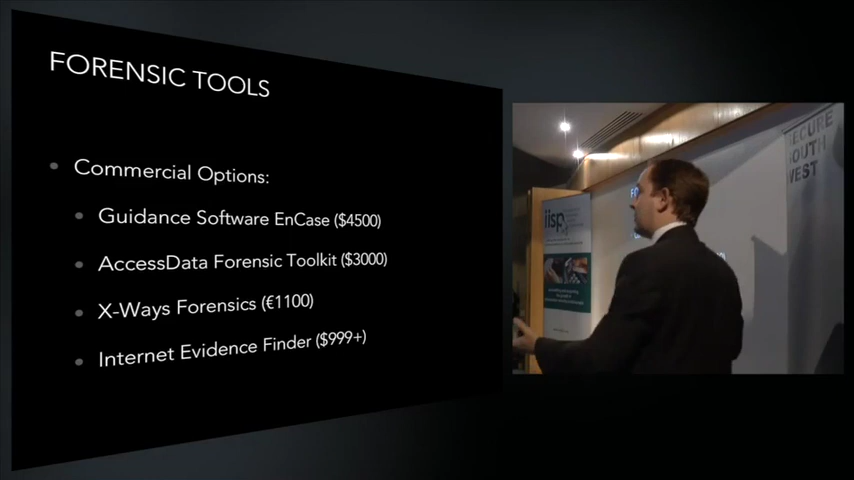 FORENSIC TOOLS
Commercial Options:
Guidance Software EnCase ($4500)
AccessData Forensic Toolkit ($3000)
X-Ways Forensics (€1100)
Internet Evidence Finder ($999+)
iisp
SECURE
SOUTH
WEST